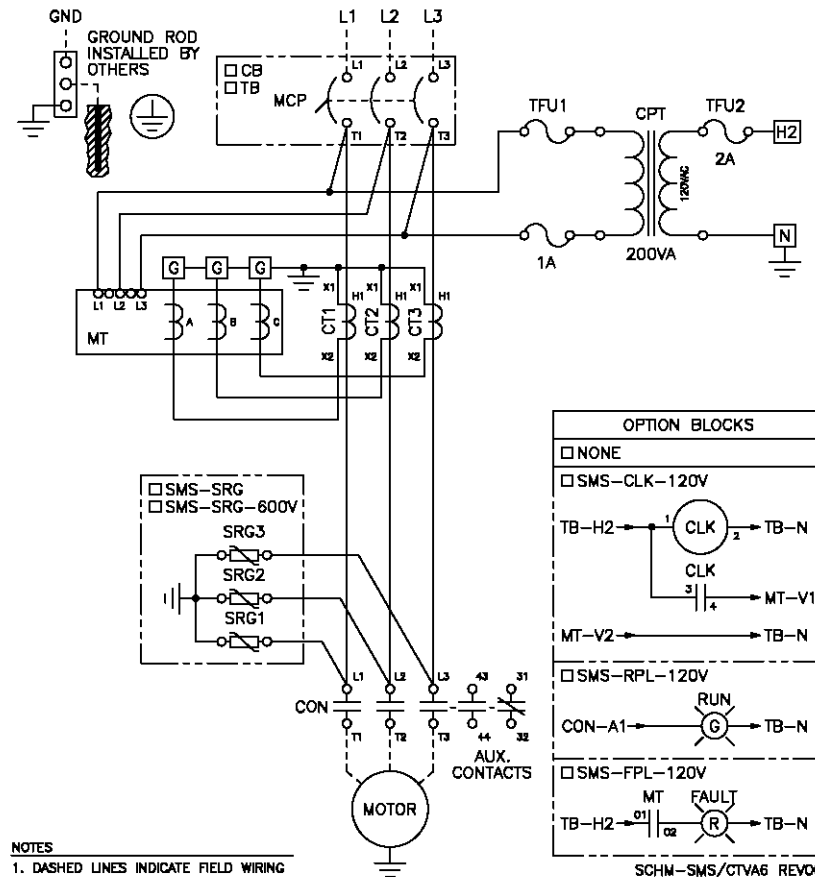 GND
GROUND ROD
INSTALLED BY
OTHERS
L1 L2 L3
CB
TB
MCP
L1 L2 L3
T1 T2 T3
TFU1 CPT TFU2
2A
H2
120VAC
1A
200VA
N
G G G
L1 L2 L3
MT
A B C
X1 H1 X1 H1 X1 H1
CT1 CT2 CT3
X2 X2 X2
SMS-SRG
SMS-SRG-600V
SRG3
SRG2
SRG1
L1 L2 L3 43 31
CON
T1 T2 T3 44 32
AUX.
CONTACTS
MOTOR
OPTION BLOCKS
NONE
SMS-CLK-120V
TB-H2 1 CLK 2 TB-N
CLK
3 4 MT-V1
MT-V2 TB-N
SMS-RPL-120V
RUN
CON-A1 G TB-N
SMS-FPL-120V
MT FAULT
TB-H2 01 02 R TB-N
NOTES
1. DASHED LINES INDICATE FIELD WIRING